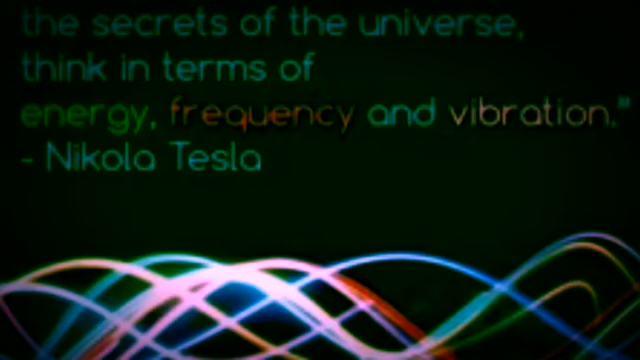 the secrets of the universe,
think in terms of
energy, frequency and vibration."
- Nikola Tesla